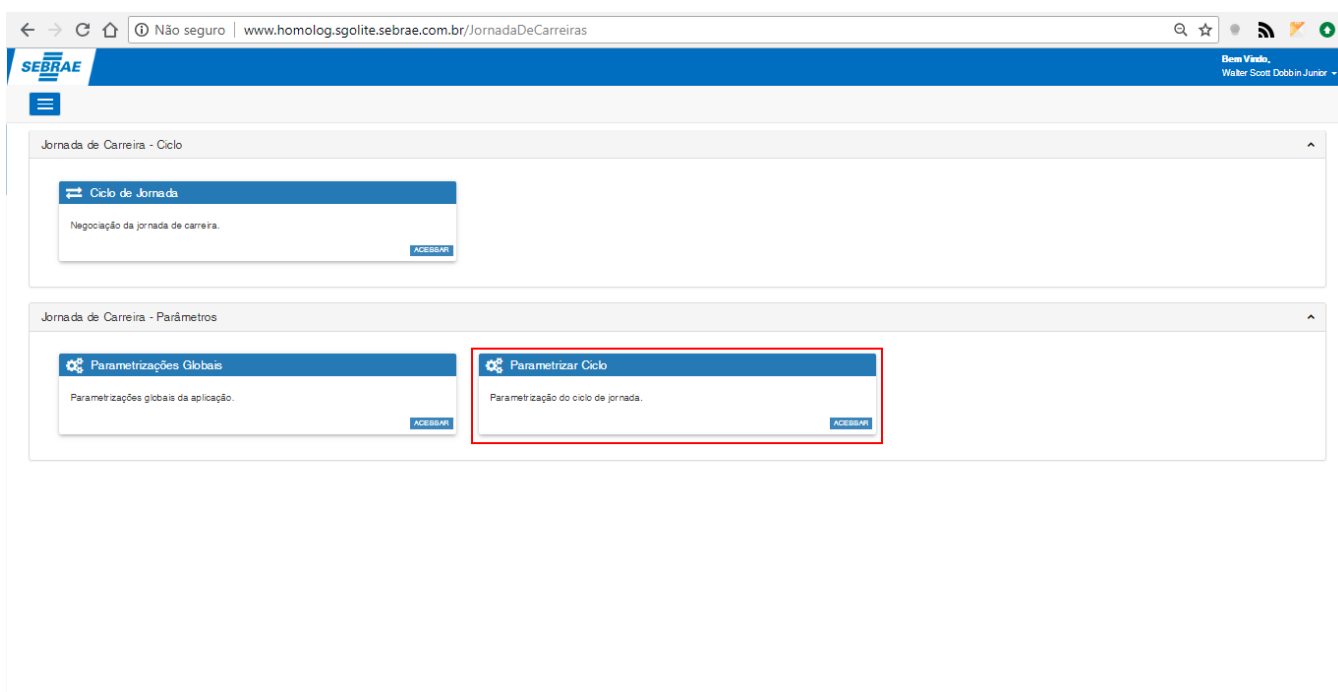 Não seguro | www.homolog.sgolite.sebrae.com.br/JornadaDeCarreiras
SEBRAE
Bem Vindo,
Walter Scott Dobbin Junior
Jornada de Carreira - Ciclo
Ciclo de Jornada
Negociação da jornada de carreira.
ACESSAR
Jornada de Carreira - Parâmetros
Parametrizações Globais
Parametrizar Ciclo
Parametrizações globais da aplicação.
Parametrização do ciclo de jornada.
ACESSAR
ACESSAR